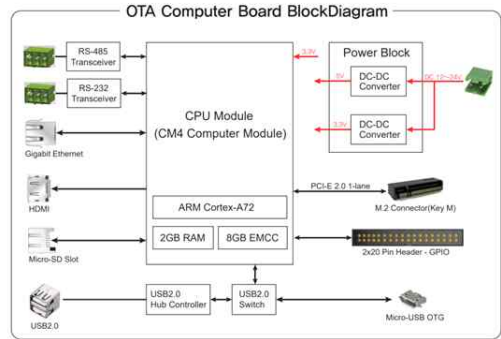 OTA Computer Board BlockDiagram
RS-485
Transceiver
RS-232
Transceiver
Gigabit Ethernet
HDMI
Micro-SD Slot
USB2.0
CPU Module
(CM4 Computer Module)
ARM Cortex-A72
2GB RAM
8GB EMCC
USB2.0
Hub Controller
USB2.0
Switch
3.3V
Power Block
5V
DC-DC
Converter
DC 12~24V
3.3V
DC-DC
Converter
PCI-E 2.0 1-lane
M.2 Connector(Key M)
2x20 Pin Header - GPIO
Micro-USB OTG